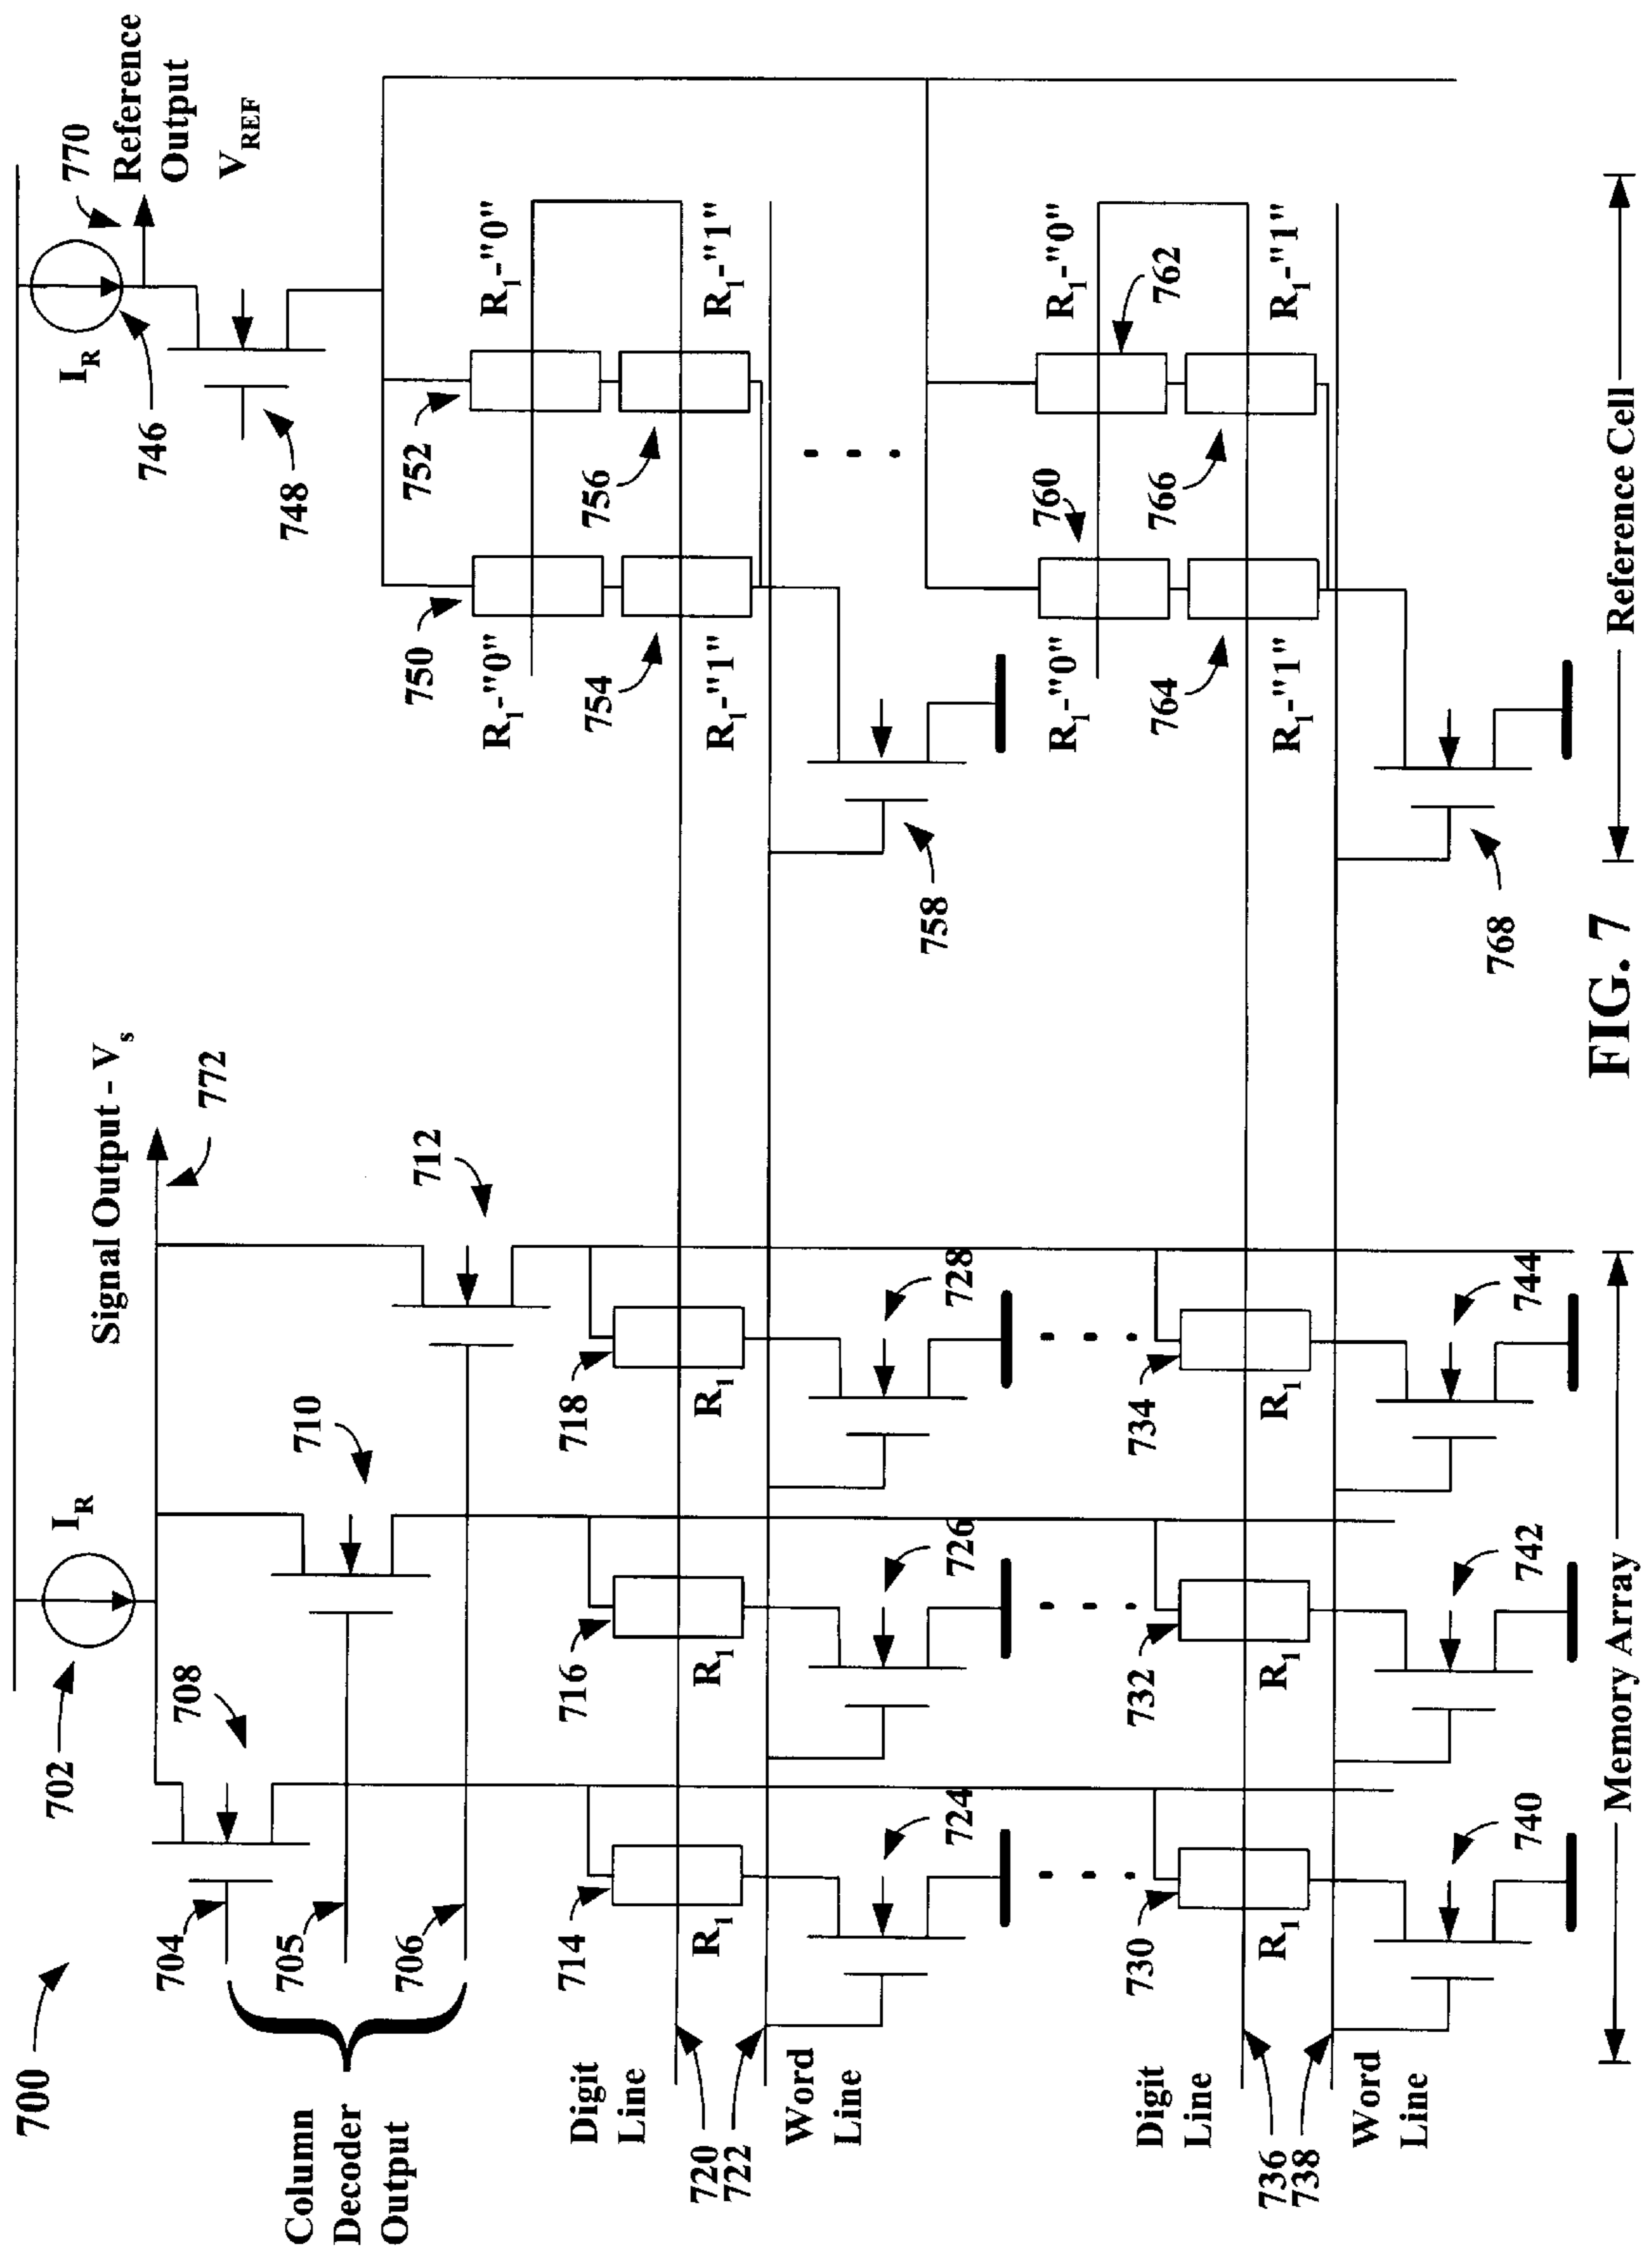 700
702
I_R
Signal Output - V_s
772
I_R
746
770
Reference
Output
V_REF
748
704
708
705
710
706
712
Column
Decoder
Output
750
752
R_1-"0"
R_1-"0"
714
716
718
754
756
Digit
Line
R_1
R_1
R_1
R_1-"1"
R_1-"1"
720
722
Word
Line
724
726
728
758
760
762
R_1-"0"
R_1-"0"
730
732
734
764
766
Digit
Line
R_1
R_1
R_1
R_1-"1"
R_1-"1"
736
738
Word
Line
740
742
744
768
Memory Array
FIG. 7
Reference Cell